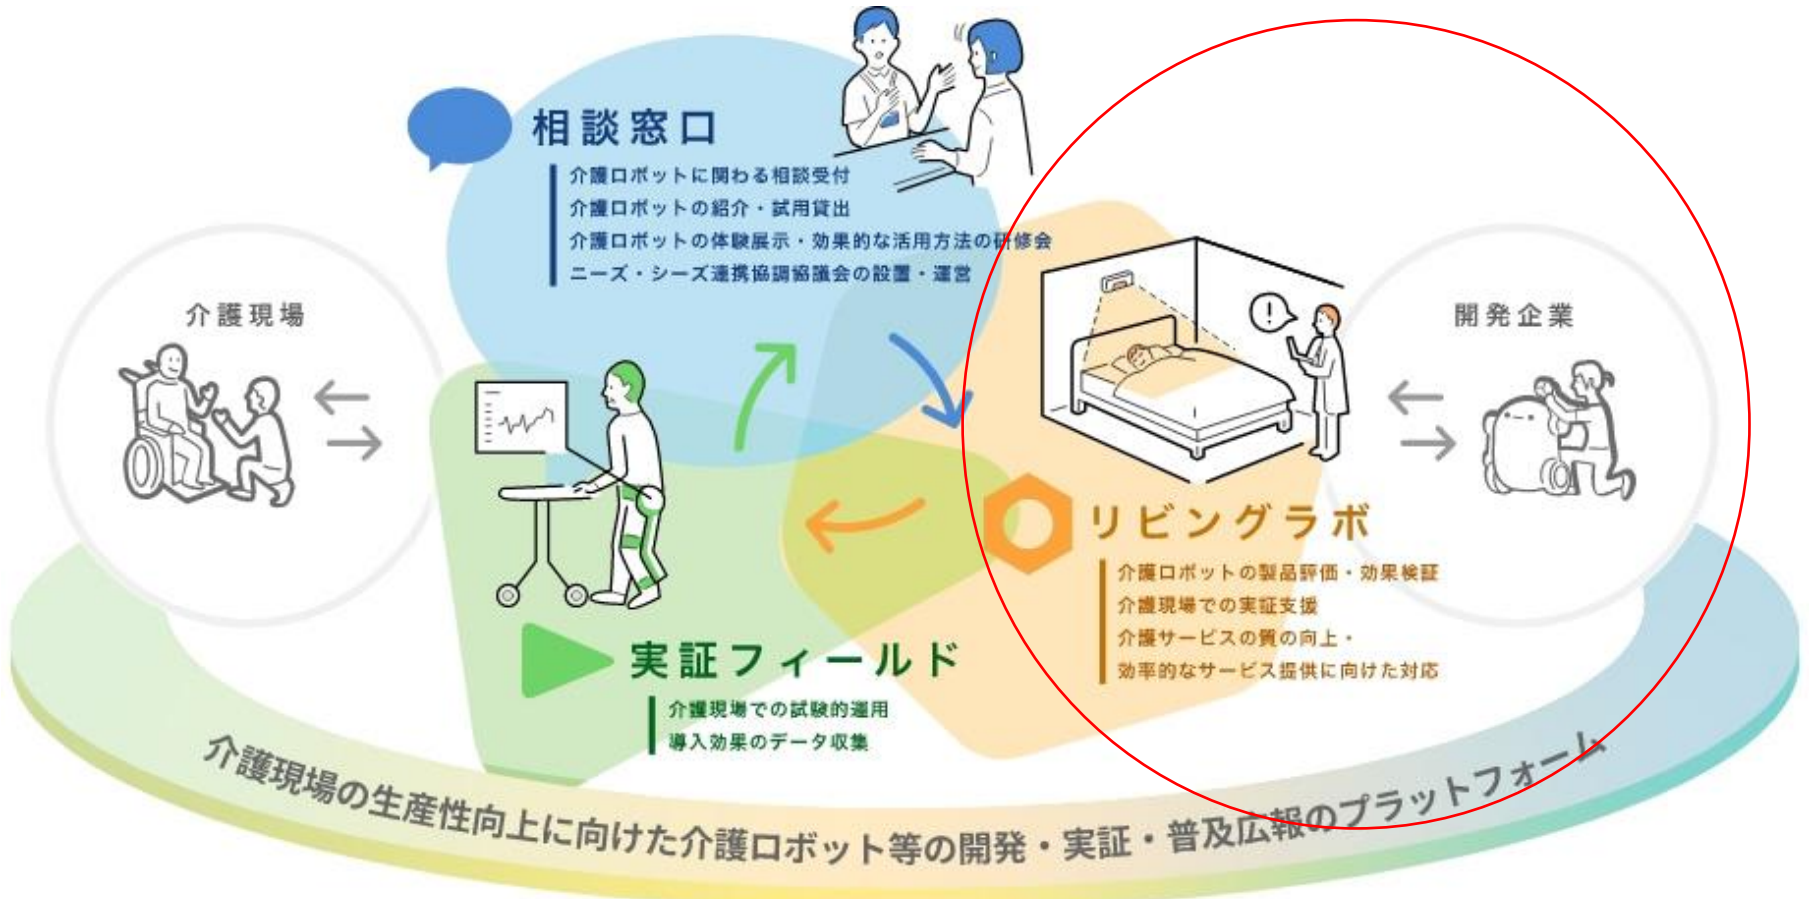 相談窓口
介護ロボットに関わる相談受付
介護ロボットの紹介・試用貸出
介護ロボットの体験展示・効果的な活用方法の研修会
ニーズ・シーズ連携協調協議会の設置・運営
介護現場
開発企業
!
リビングラボ
介護ロボットの製品評価・効果検証
介護現場での実証支援
介護サービスの質の向上・
効率的なサービス提供に向けた対応
実証フィールド
介護現場での試験的運用
導入効果のデータ収集
介護現場の生産性向上に向けた介護ロボット等の開発・実証・普及広報のプラットフォーム